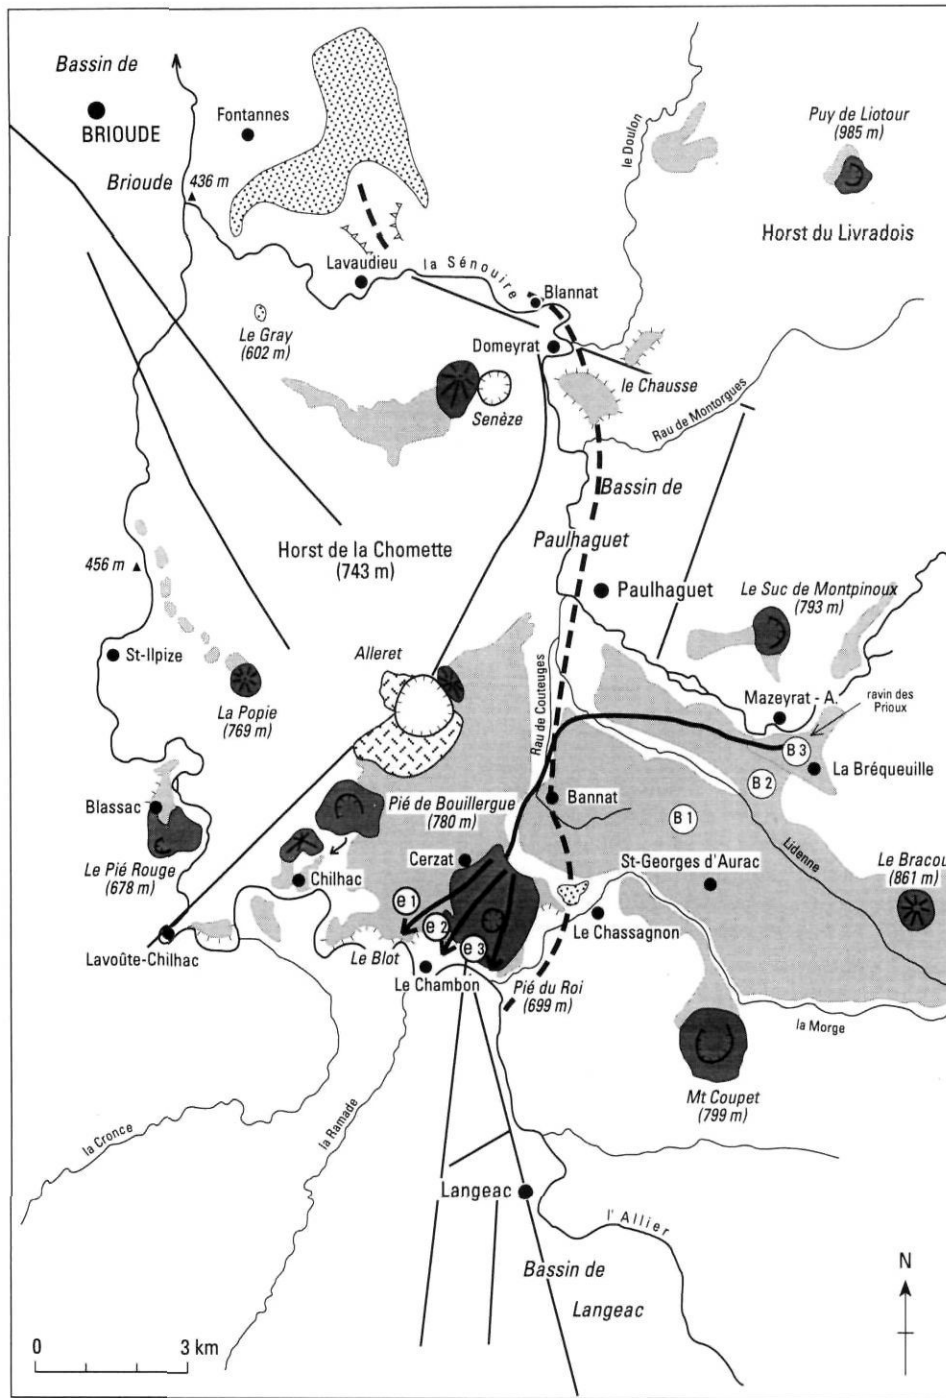 Bassin de
BRIOUDE
Fontannes
Brioude
436 m
le Doulon
Puy de Liotour
(985 m)
Horst du Livradois
Lavaudieu
la Sénouire
Blannat
Le Gray
(602 m)
Domeyrat
le Chausse
Senèze
Rau de Montorgues
Bassin de
Paulhaguet
Horst de la Chomette
(743 m)
456 m
Paulhaguet
Le Suc de Montpinoux
(793 m)
St-Ilpize
Alleret
Rau de Couteuges
La Popie
(769 m)
Mazeyrat - A.
ravin des
Prioux
B 3
La Bréqueuille
B 2
Blassac
Pié de Bouillergue
(780 m)
Bannat
B 1
Lidenne
Le Pié Rouge
(678 m)
Chilhac
Cerzat
St-Georges d'Aurac
Le Bracou
(861 m)
e 1
e 2
e 3
Le Chassagnon
Lavoûte-Chilhac
Le Blot
Le Chambon
Pié du Roi
(699 m)
la Morge
Mt Coupet
(799 m)
la Cronce
la Ramade
Langeac
l'Allier
Bassin de
Langeac
N
0
3 km